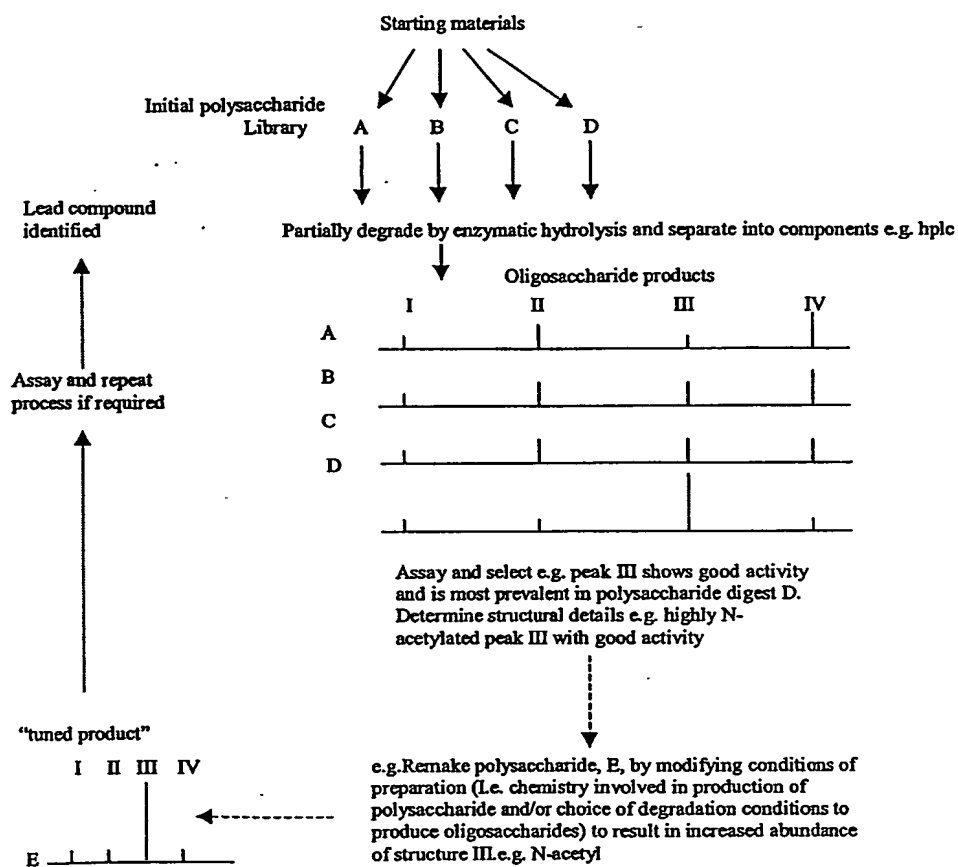 Starting materials
Initial polysaccharide
Library
A B C D
Lead compound
identified
Partially degrade by enzymatic hydrolysis and separate into components e.g. hplc
Oligosaccharide products
I II III IV
A
B
C
D
Assay and repeat
process if required
Assay and select e.g. peak III shows good activity
and is most prevalent in polysaccharide digest D.
Determine structural details e.g. highly N-
acetylated peak III with good activity
"tuned product"
I II III IV
E
e.g.Remake polysaccharide, E, by modifying conditions of
preparation (I.e. chemistry involved in production of
polysaccharide and/or choice of degradation conditions to
produce oligosaccharides) to result in increased abundance
of structure III.e.g. N-acetyl